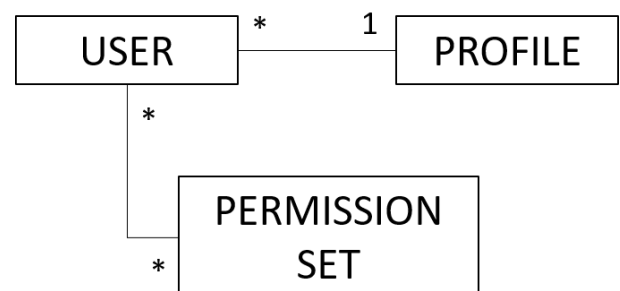 USER
* 1
PROFILE
*
PERMISSION
SET
*